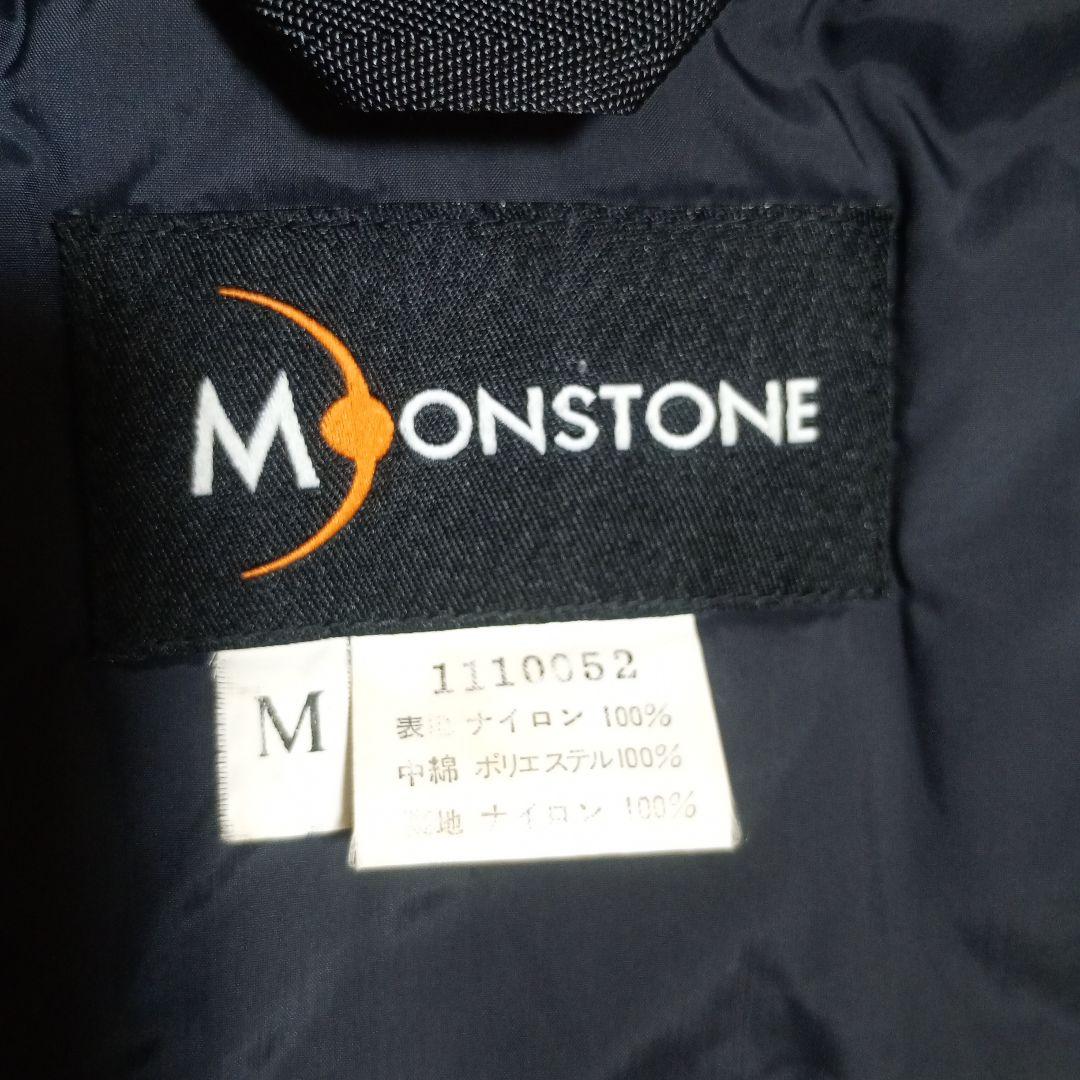 MOONSTONE
M
1110052
表地 ナイロン 100%
中綿 ポリエステル100%
地 ナイロン 100%